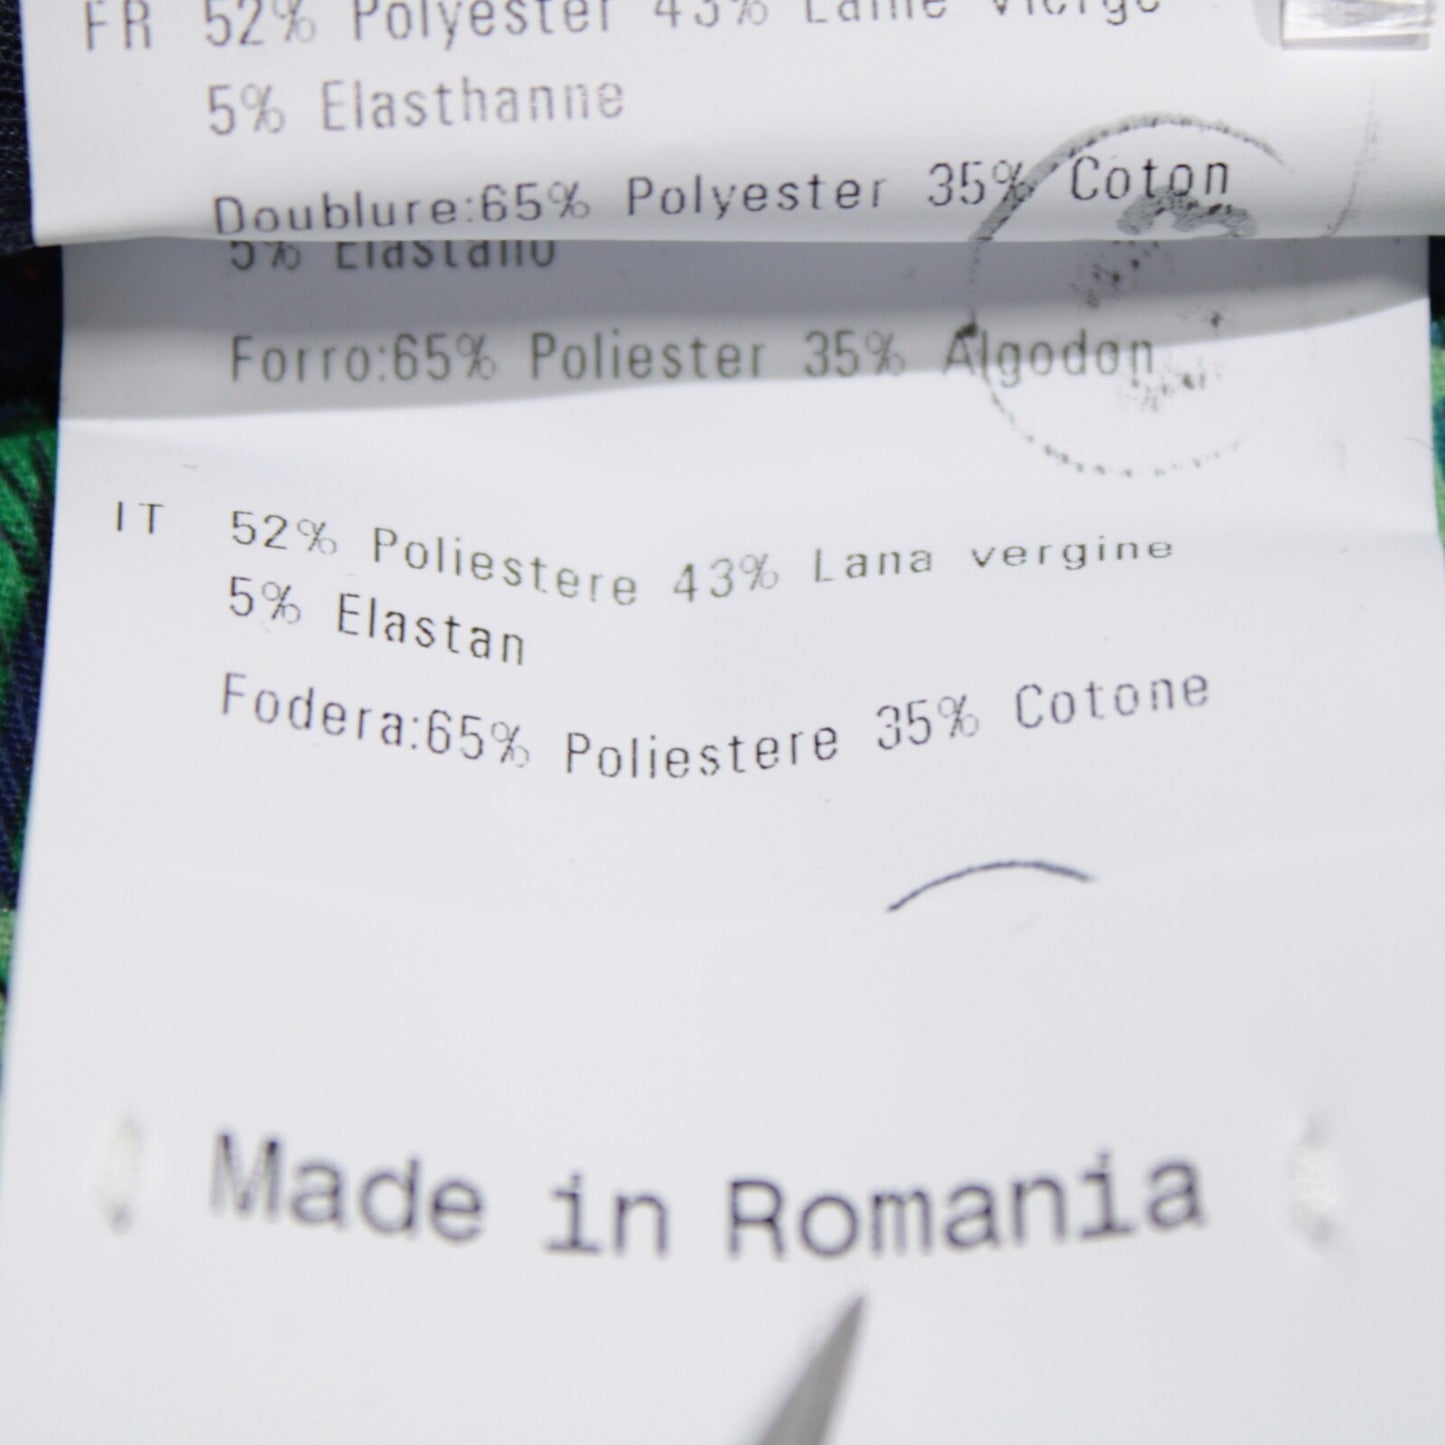 FR 52% Polyester 43% Laine Vierge
5% Elasthanne
Doublure:65% Polyester 35% Coton
5% Elastano
Forro:65% Poliester 35% Algodon
3
IT 52% Poliestere 43% Lana vergine
5% Elastan
Fodera:65% Poliestere 35% Cotone
Made in Romania